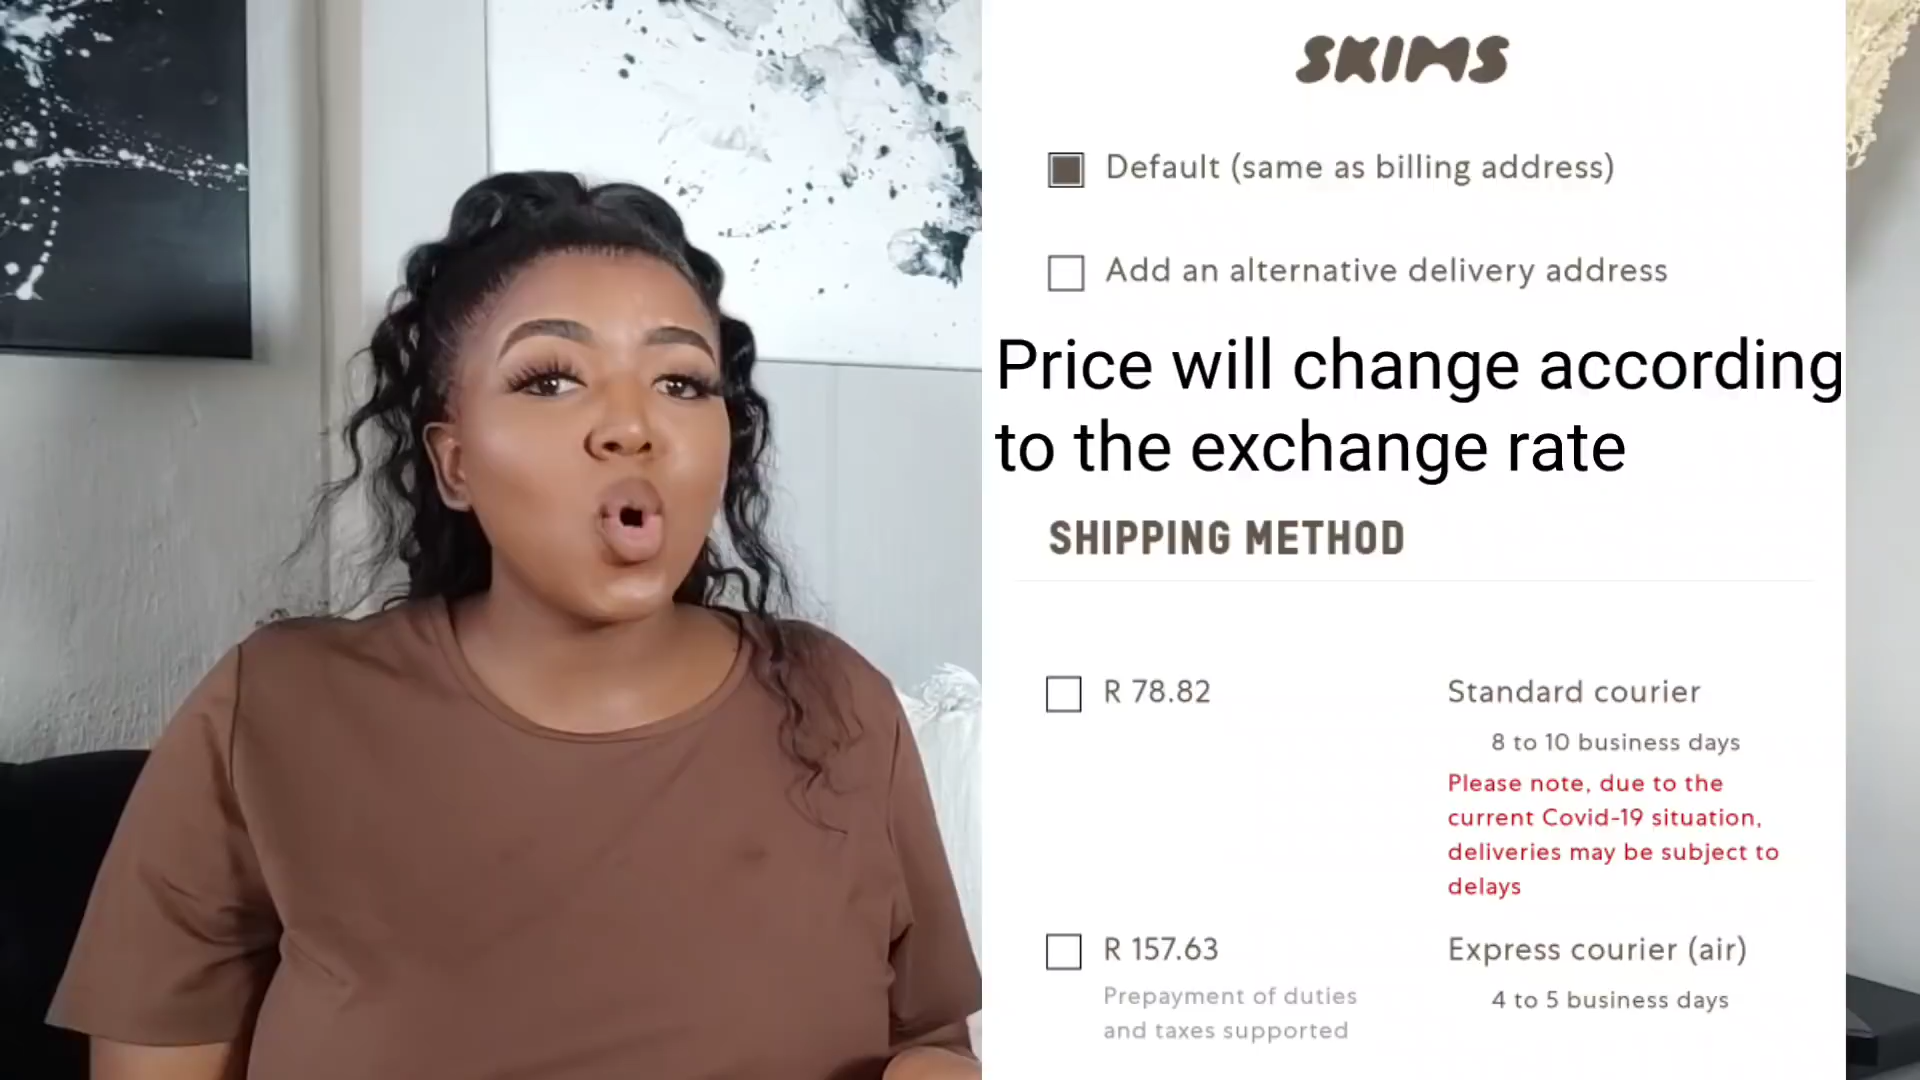 SKIMS
Default (same as billing address)
Add an alternative delivery address
Price will change according
to the exchange rate
SHIPPING METHOD
R 78.82
Standard courier
8 to 10 business days
Please note, due to the
current Covid-19 situation,
deliveries may be subject to
delays
R 157.63
Express courier (air)
Prepayment of duties
and taxes supported
4 to 5 business days